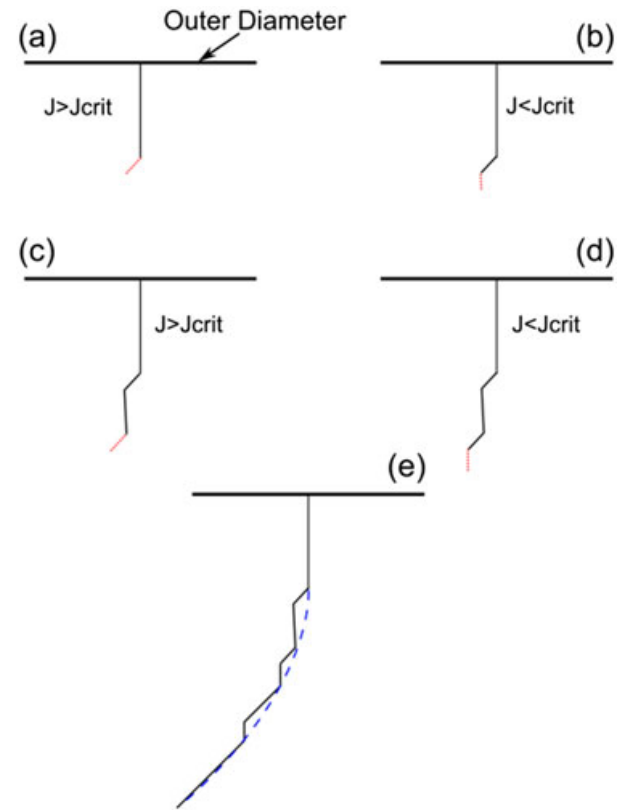 (a)
Outer Diameter
(b)
J>Jcrit
J<Jcrit
(c)
(d)
J>Jcrit
J<Jcrit
(e)